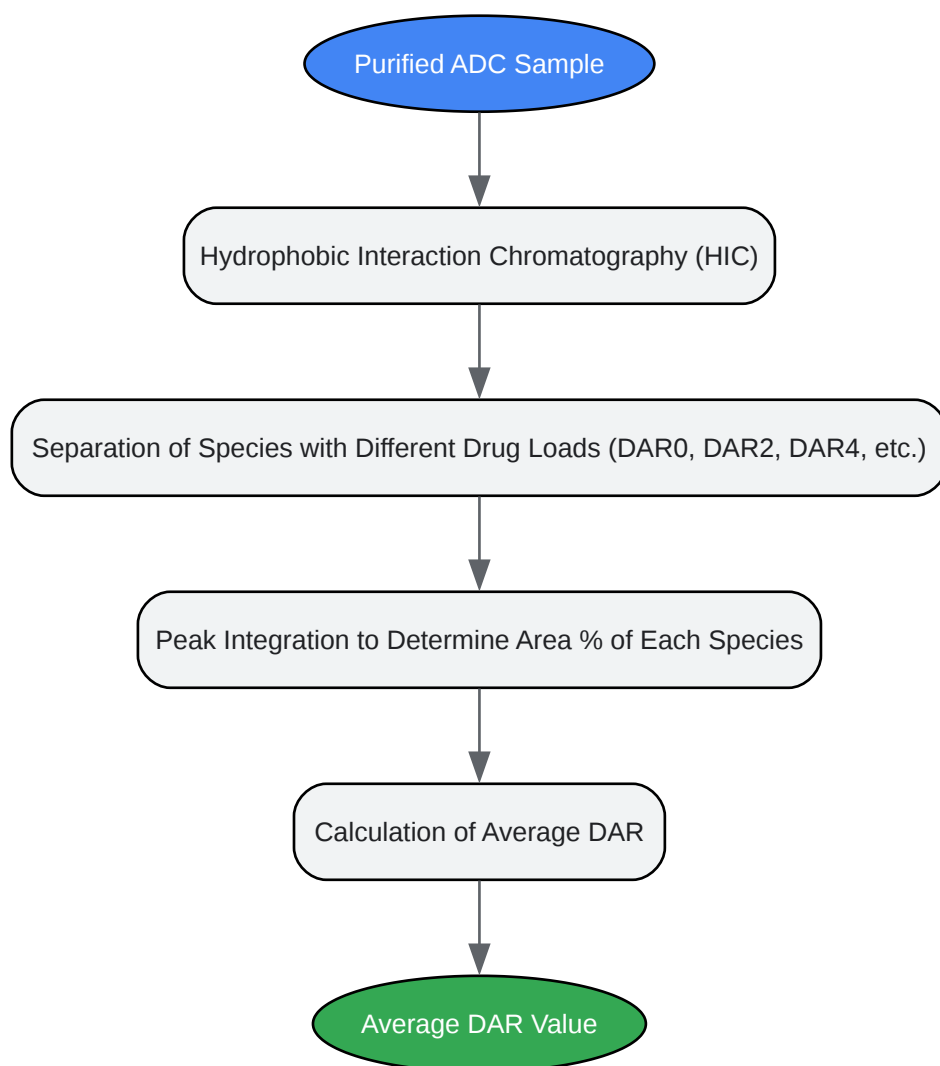 Purified ADC Sample
Hydrophobic Interaction Chromatography (HIC)
Separation of Species with Different Drug Loads (DAR0, DAR2, DAR4, etc.)
Peak Integration to Determine Area % of Each Species
Calculation of Average DAR
Average DAR Value